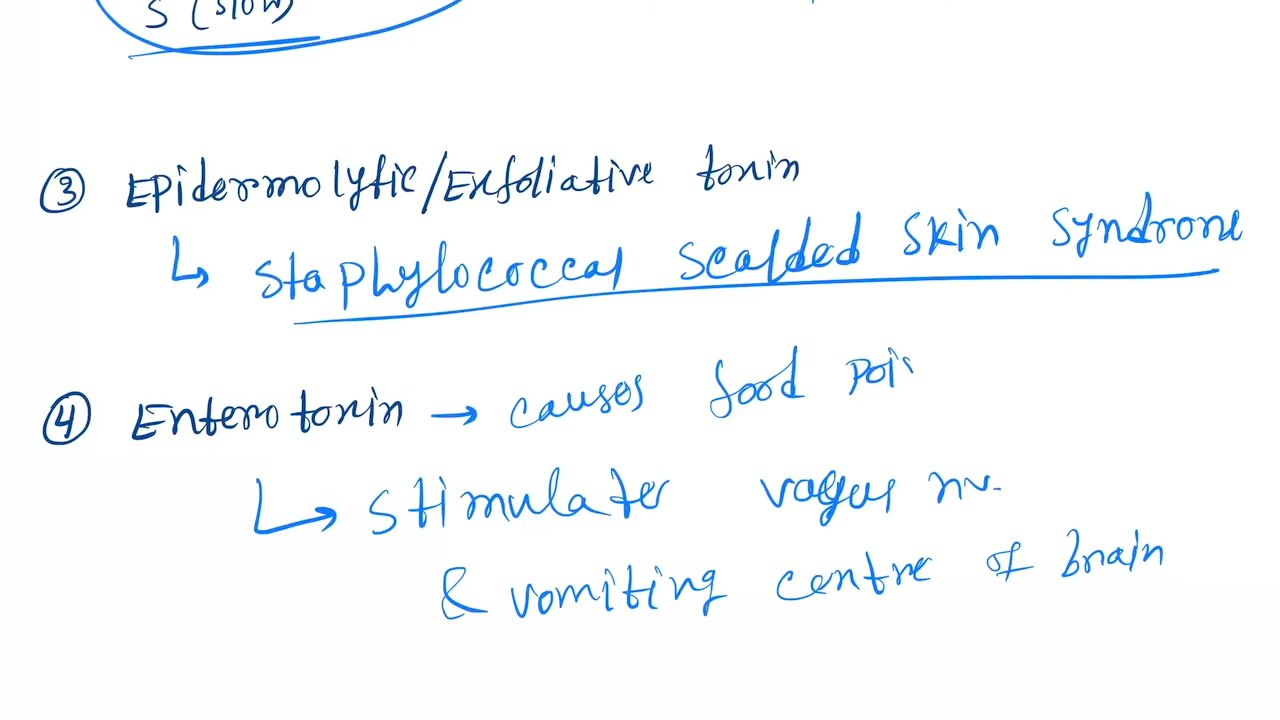 S (slow)
③ Epidermolytic/Exfoliative toxin
↳ Staphylococcal scalded skin syndrome
④ Enterotoxin → causes food poi
↳ stimulates vagus nv.
& vomiting centre of brain